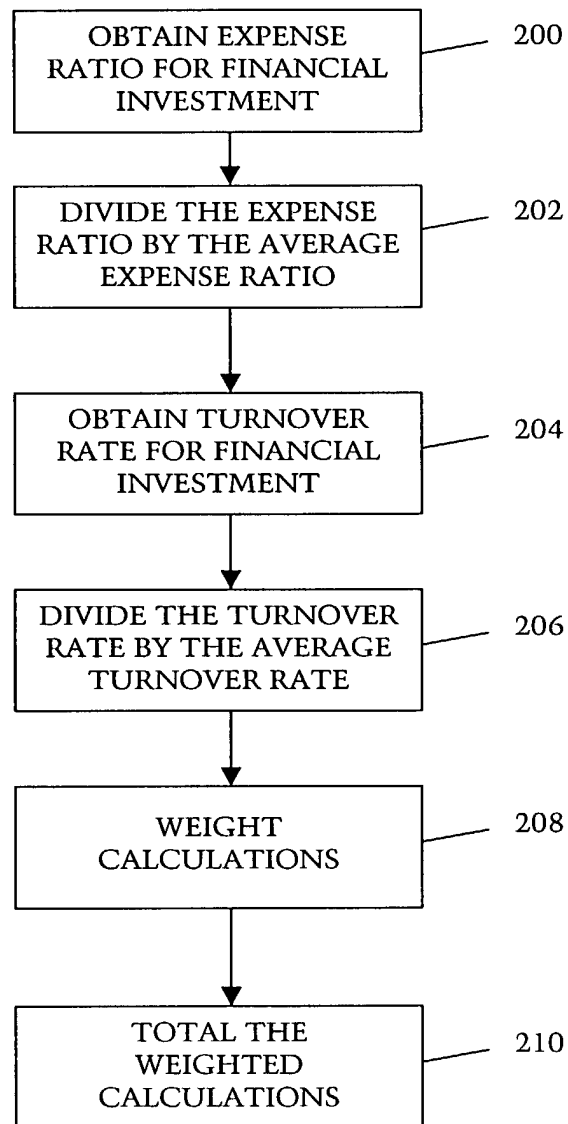 OBTAIN EXPENSE
RATIO FOR FINANCIAL
INVESTMENT
200
DIVIDE THE EXPENSE
RATIO BY THE AVERAGE
EXPENSE RATIO
202
OBTAIN TURNOVER
RATE FOR FINANCIAL
INVESTMENT
204
DIVIDE THE TURNOVER
RATE BY THE AVERAGE
TURNOVER RATE
206
WEIGHT
CALCULATIONS
208
TOTAL THE
WEIGHTED
CALCULATIONS
210